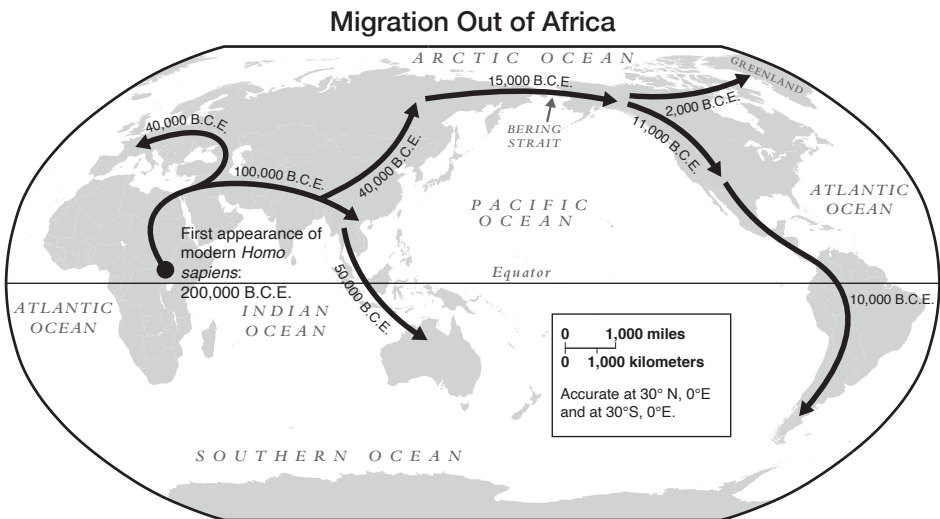 Migration Out of Africa
ARCTIC OCEAN
GREENLAND
15,000 B.C.E.
2,000 B.C.E.
40,000 B.C.E.
BERING
STRAIT
11,000 B.C.E.
100,000 B.C.E.
40,000 B.C.E.
PACIFIC
OCEAN
ATLANTIC
OCEAN
First appearance of
modern Homo
sapiens:
200,000 B.C.E.
50,000 B.C.E.
Equator
ATLANTIC
OCEAN
INDIAN
OCEAN
10,000 B.C.E.
0 1,000 miles
0 1,000 kilometers
Accurate at 30° N, 0°E
and at 30°S, 0°E.
SOUTHERN OCEAN